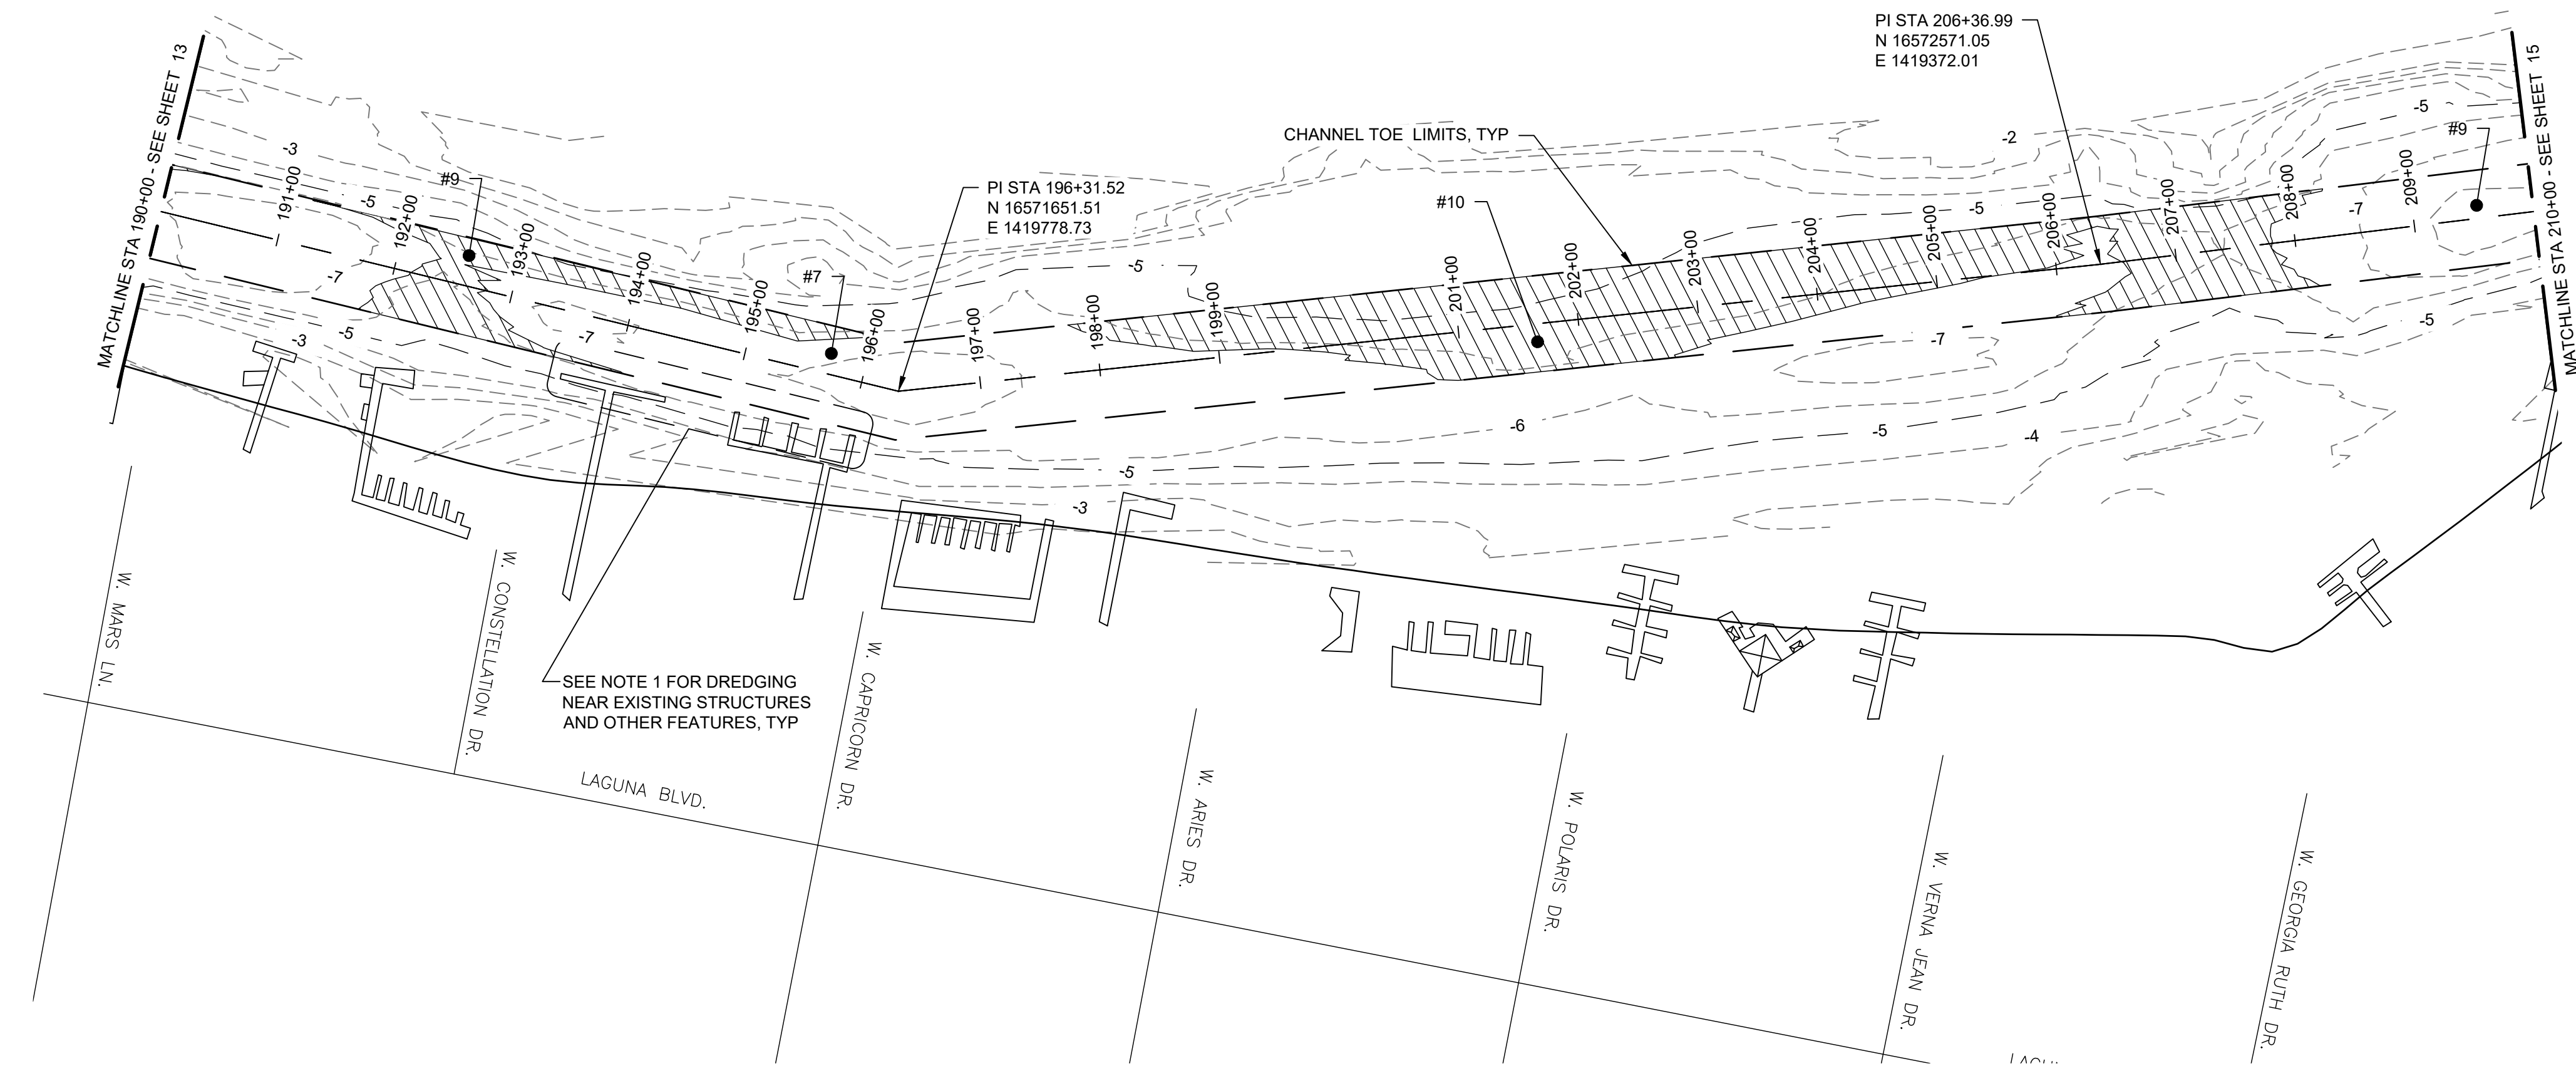 PI STA 206+36.99
N 16572571.05
E 1419372.01
MATCHLINE STA 190+00 - SEE SHEET 13
MATCHLINE STA 210+00 - SEE SHEET 15
CHANNEL TOE LIMITS, TYP
PI STA 196+31.52
N 16571651.51
E 1419778.73
#9
#7
#10
#9
191+00
192+00
193+00
194+00
195+00
196+00
197+00
198+00
199+00
201+00
202+00
203+00
204+00
205+00
206+00
207+00
208+00
209+00
-3
-5
-7
-5
-3
-7
-5
-5
-2
-5
-7
-5
-7
-5
-6
-5
-4
-5
-3
SEE NOTE 1 FOR DREDGING
NEAR EXISTING STRUCTURES
AND OTHER FEATURES, TYP
W. MARS LN.
W. CONSTELLATION DR.
W. CAPRICORN DR.
W. ARIES DR.
W. POLARIS DR.
W. VERNA JEAN DR.
W. GEORGIA RUTH DR.
LAGUNA BLVD.